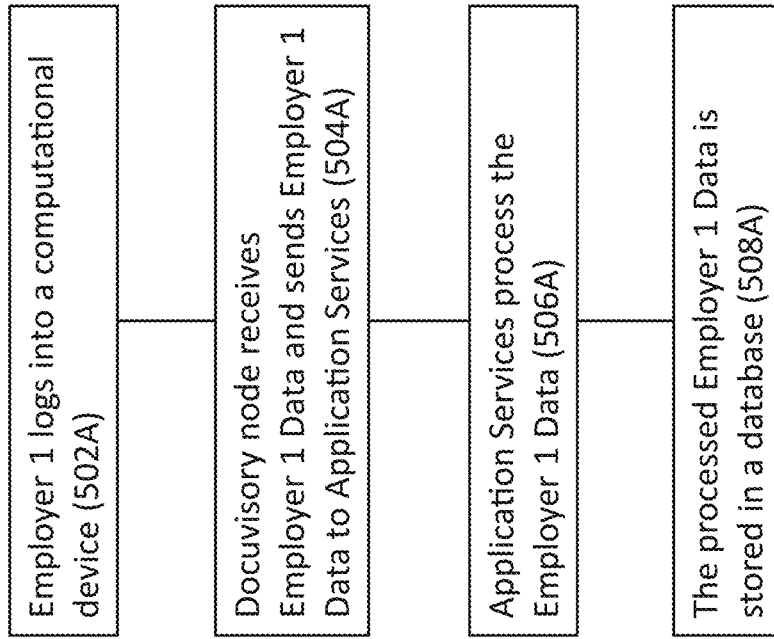 Employer 1 logs into a computational
device (502A)
Docuvisory node receives
Employer 1 Data and sends Employer 1
Data to Application Services (504A)
Application Services process the
Employer 1 Data (506A)
The processed Employer 1 Data is
stored in a database (508A)